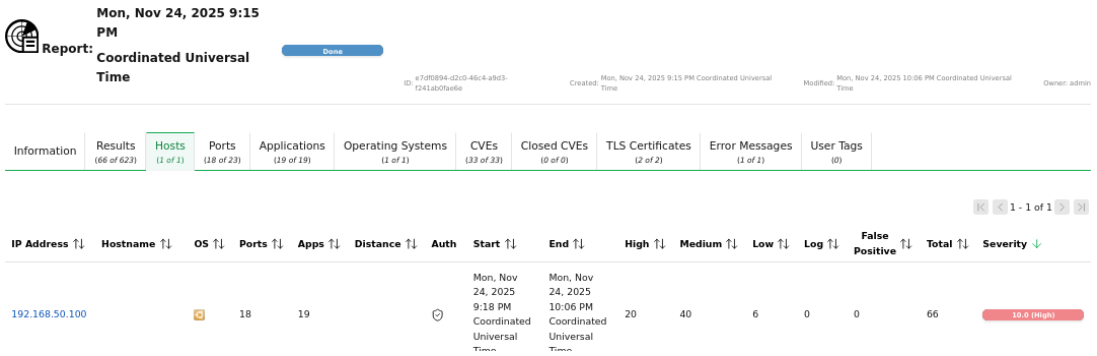 Report:
Mon, Nov 24, 2025 9:15
PM
Coordinated Universal
Time
Done
ID: e7df0894-d2c0-46c4-a9d3-
f241ab0fae6e
Created: Mon, Nov 24, 2025 9:15 PM Coordinated Universal
Time
Modified: Mon, Nov 24, 2025 10:06 PM Coordinated Universal
Time
Owner: admin
Information
Results
(66 of 623)
Hosts
(1 of 1)
Ports
(18 of 23)
Applications
(19 of 19)
Operating Systems
(1 of 1)
CVEs
(33 of 33)
Closed CVEs
(0 of 0)
TLS Certificates
(2 of 2)
Error Messages
(1 of 1)
User Tags
(0)
1 - 1 of 1
IP Address Hostname OS Ports Apps Distance Auth Start End High Medium Low Log False Positive Total Severity
192.168.50.100 18 19
Mon, Nov
24, 2025
9:18 PM
Coordinated
Universal
Time
Mon, Nov
24, 2025
10:06 PM
Coordinated
Universal
Time
20 40 6 0 0 66 10.0 (High)